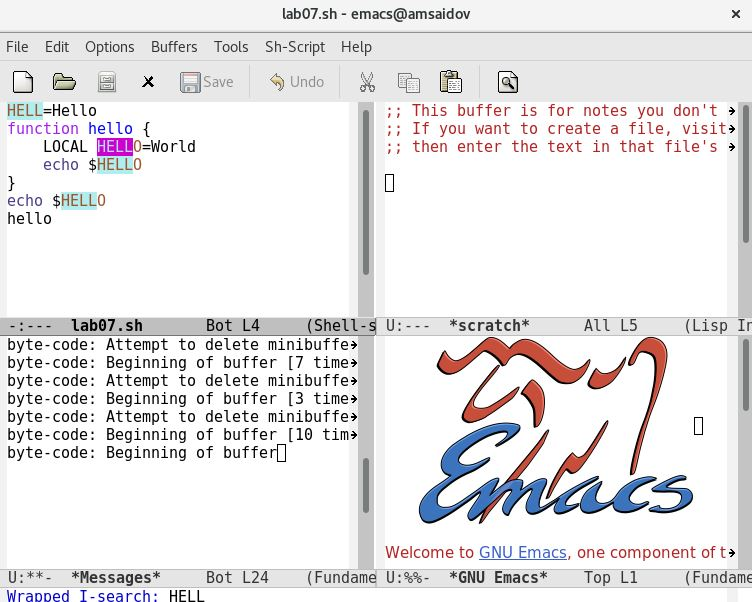 lab07.sh - emacs@amsaidov
File Edit Options Buffers Tools Sh-Script Help
Save Undo
HELL=Hello
function hello {
    LOCAL HELLO=World
    echo $HELLO
}
echo $HELLO
hello
-:--- lab07.sh Bot L4 (Shell-s
;; This buffer is for notes you don't
;; If you want to create a file, visit
;; then enter the text in that file's
U:--- *scratch* All L5 (Lisp In
byte-code: Attempt to delete minibuffe
byte-code: Beginning of buffer [7 time
byte-code: Attempt to delete minibuffe
byte-code: Beginning of buffer [3 time
byte-code: Attempt to delete minibuffe
byte-code: Beginning of buffer [10 tim
byte-code: Beginning of buffer
U:**- *Messages* Bot L24 (Fundame
Emacs
Welcome to GNU Emacs, one component of t
U:%%- *GNU Emacs* Top L1 (Fundame
Wrapped I-search: HELL